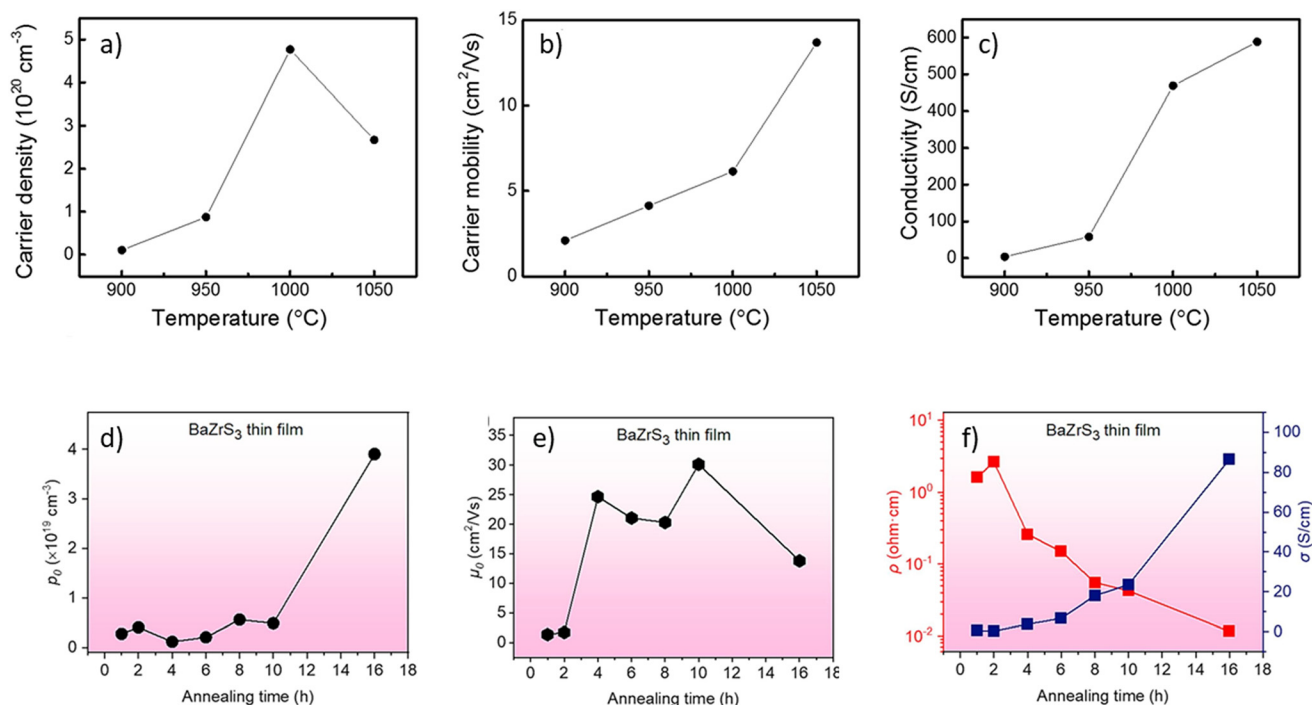 a)
Carrier density (10²⁰ cm⁻³)
5
4
3
2
1
0
900 950 1000 1050
Temperature (°C)
b)
Carrier mobility (cm²/Vs)
15
10
5
0
900 950 1000 1050
Temperature (°C)
c)
Conductivity (S/cm)
600
500
400
300
200
100
0
900 950 1000 1050
Temperature (°C)
d)
BaZrS₃ thin film
p₀ (×10¹⁹ cm⁻³)
4
3
2
1
0
0 2 4 6 8 10 12 14 16 18
Annealing time (h)
e)
BaZrS₃ thin film
μ₀ (cm²/Vs)
35
30
25
20
15
10
5
0
0 2 4 6 8 10 12 14 16 18
Annealing time (h)
f)
BaZrS₃ thin film
ρ (ohm·cm)
10¹
10⁰
10⁻¹
10⁻²
0 2 4 6 8 10 12 14 16 18
Annealing time (h)
100
80
60
40
20
0
σ (S/cm)